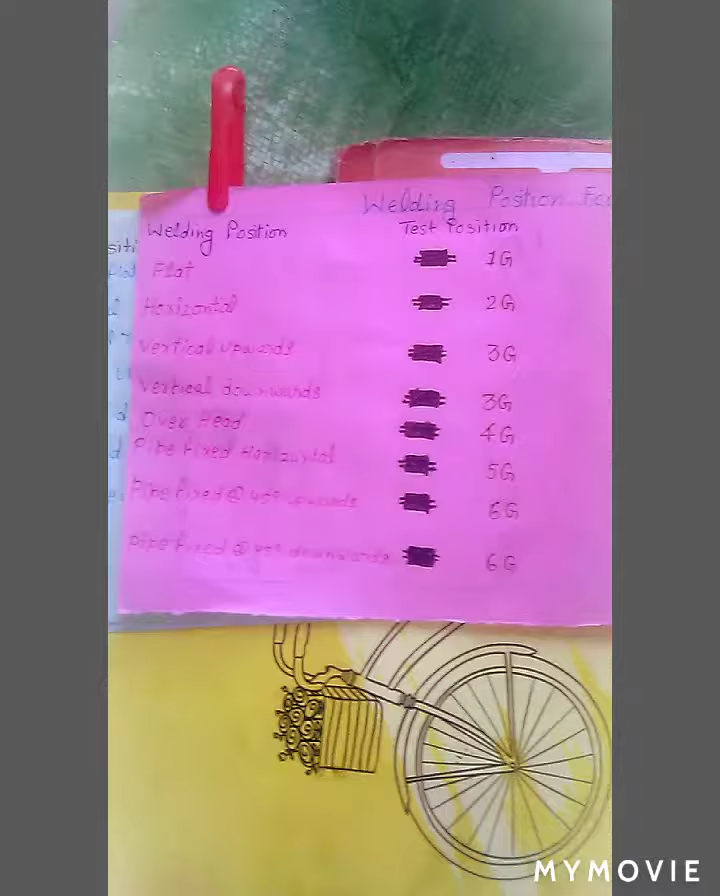 Welding Position
Welding Position Test Position
Flat 1G
Horizontal 2G
Vertical upwards 3G
Vertical downwards 3G
Over Head 4G
Pipe fixed Horizontal 5G
Pipe fixed @ 45° upwards 6G
Pipe fixed @ 45° downwards 6G
MYMOVIE